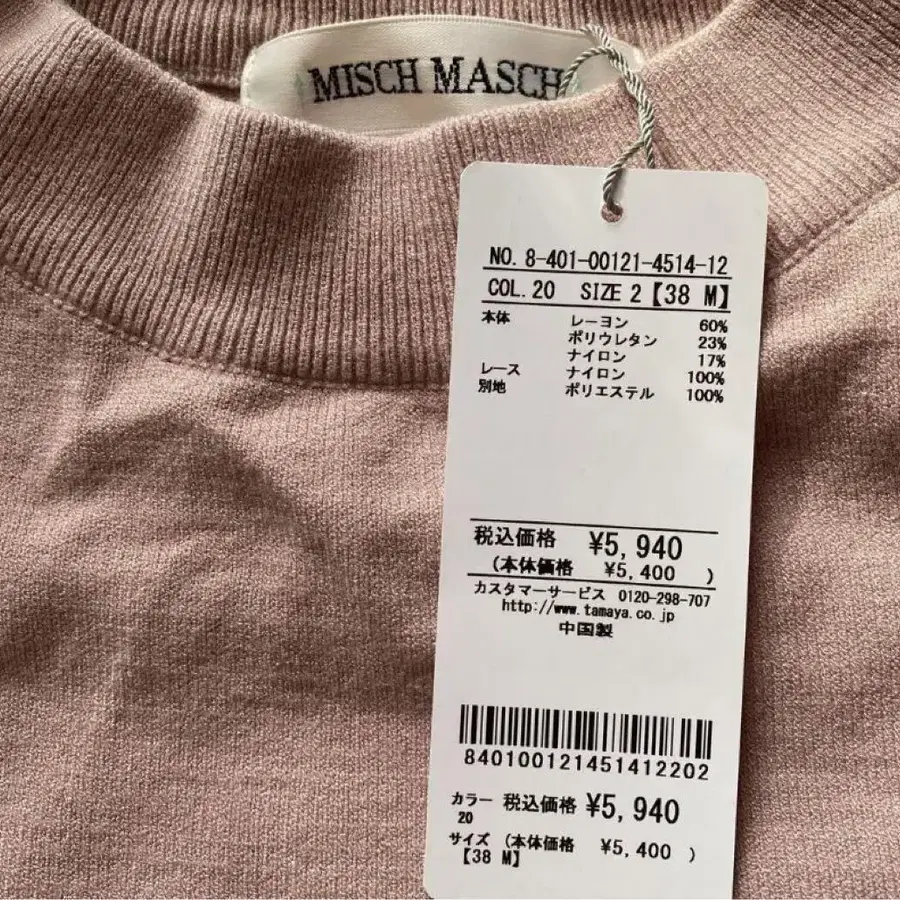 MISCH MASCH
NO. 8-401-00121-4514-12
COL. 20 SIZE 2【38 M】
本体 レーヨン 60%
ポリウレタン 23%
ナイロン 17%
レース ナイロン 100%
別地 ポリエステル 100%
税込価格 ¥5,940
(本体価格 ¥5,400 )
カスタマーサービス 0120-298-707
http://www.tamaya.co.jp
中国製
840100121451412202
カラー 税込価格 ¥5,940
20
サイズ (本体価格 ¥5,400 )
【38 M】